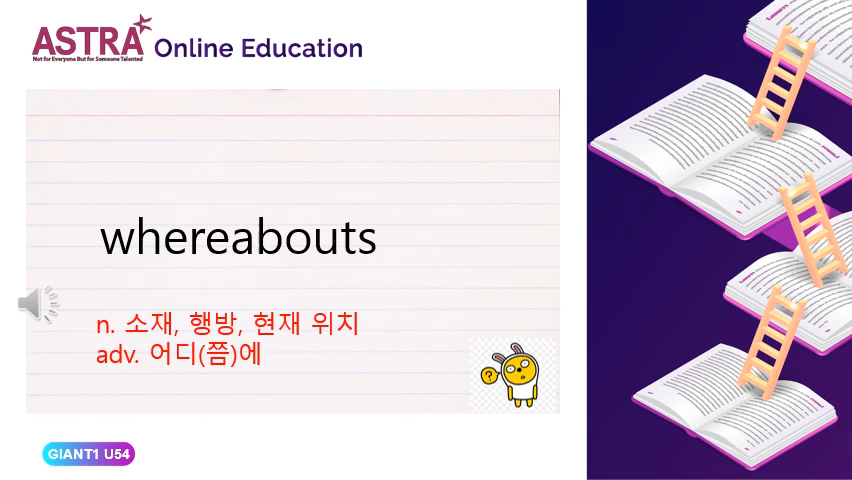 ASTRA Online Education
Not for Everyone But for Someone Talented
whereabouts
n. 소재, 행방, 현재 위치
adv. 어디(쯤)에
?
GIANT1 U54